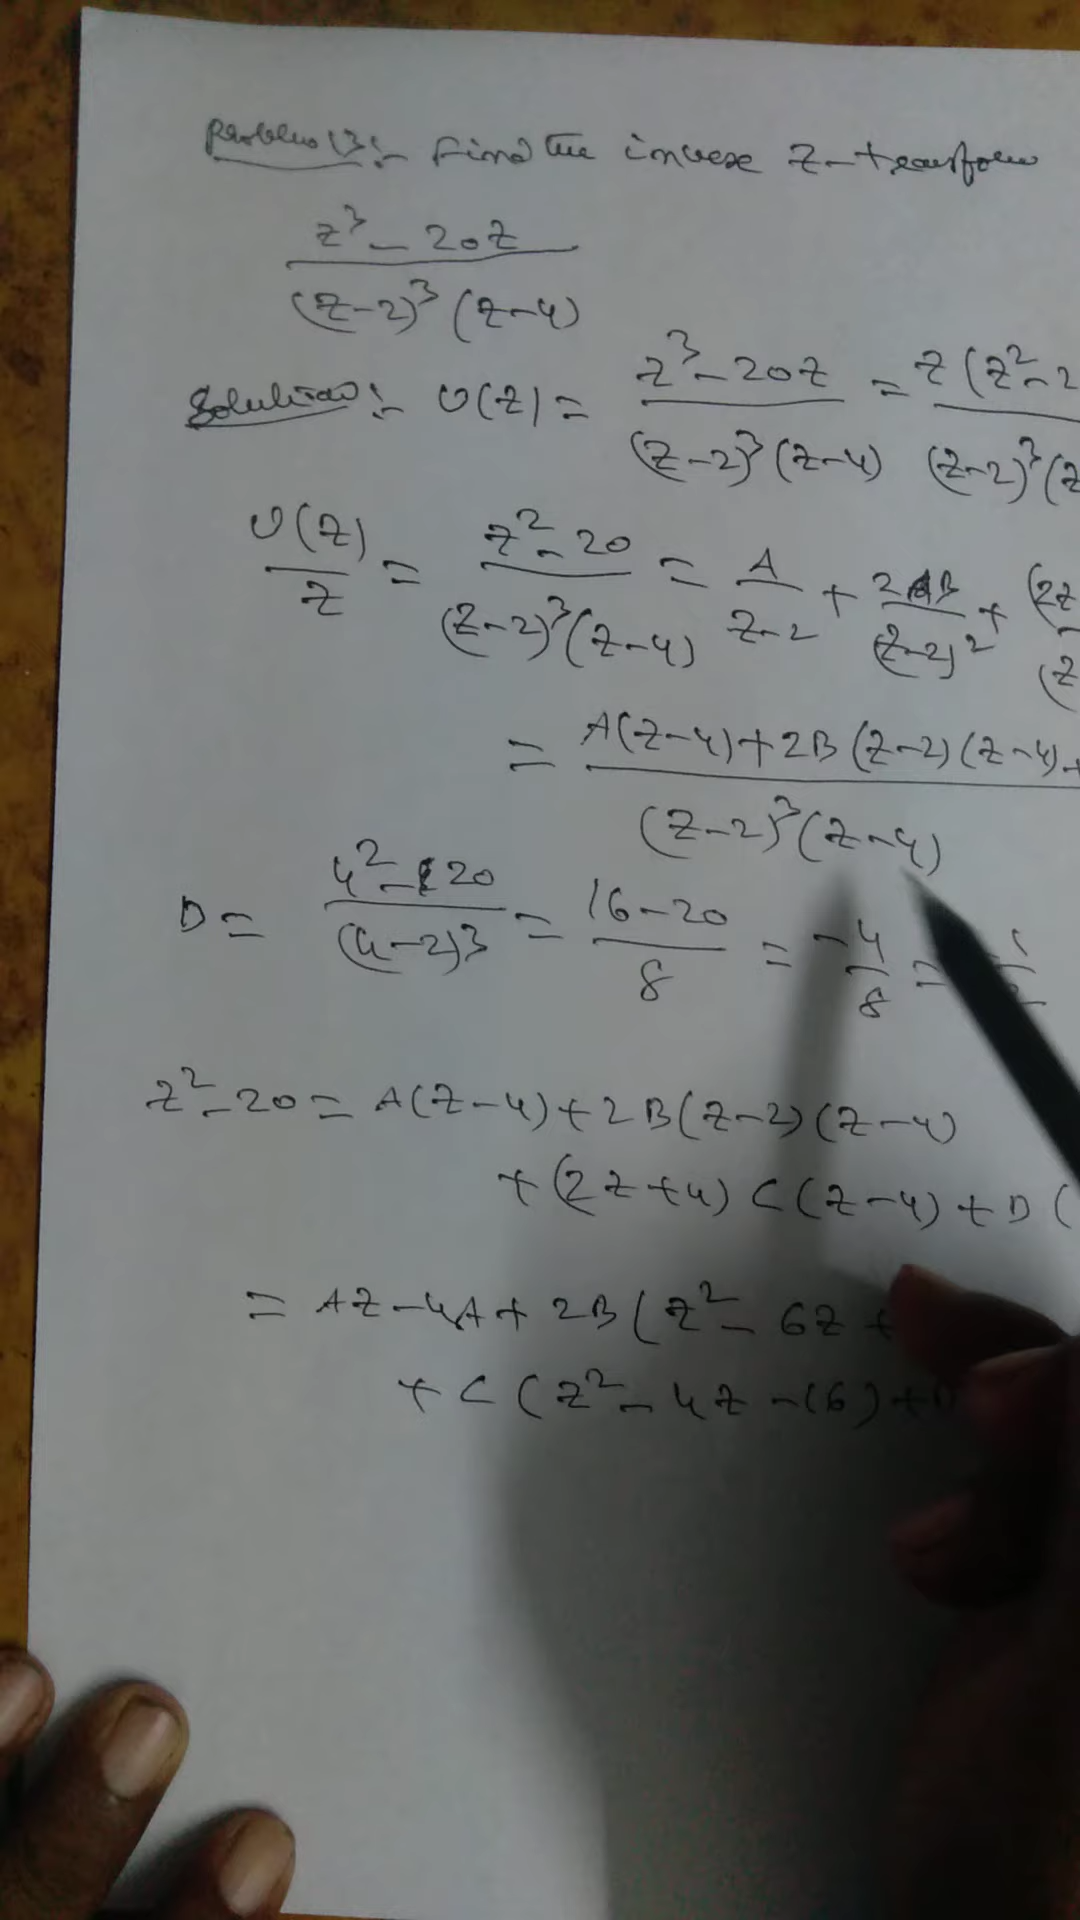 Problem 13:- Find the inverse Z-transform
z³-20z
(z-2)³(z-4)
Solution:- U(z) = z³-20z / (z-2)³(z-4) = z(z²-2 / (z-2)³(z
U(z)/z = z²-20 / (z-2)³(z-4) = A/z-2 + 2B/(z-2)² + (2z / (z
= A(z-4)+2B(z-2)(z-4)+
(z-2)³(z-4)
D = 4²-20 / (4-2)³ = 16-20 / 8 = -4/8 =
z²-20 = A(z-4)+2B(z-2)(z-4)
+(2z+4)C(z-4)+D(
= Az-4A+2B(z²-6z+
+C(z²-4z-16)+D